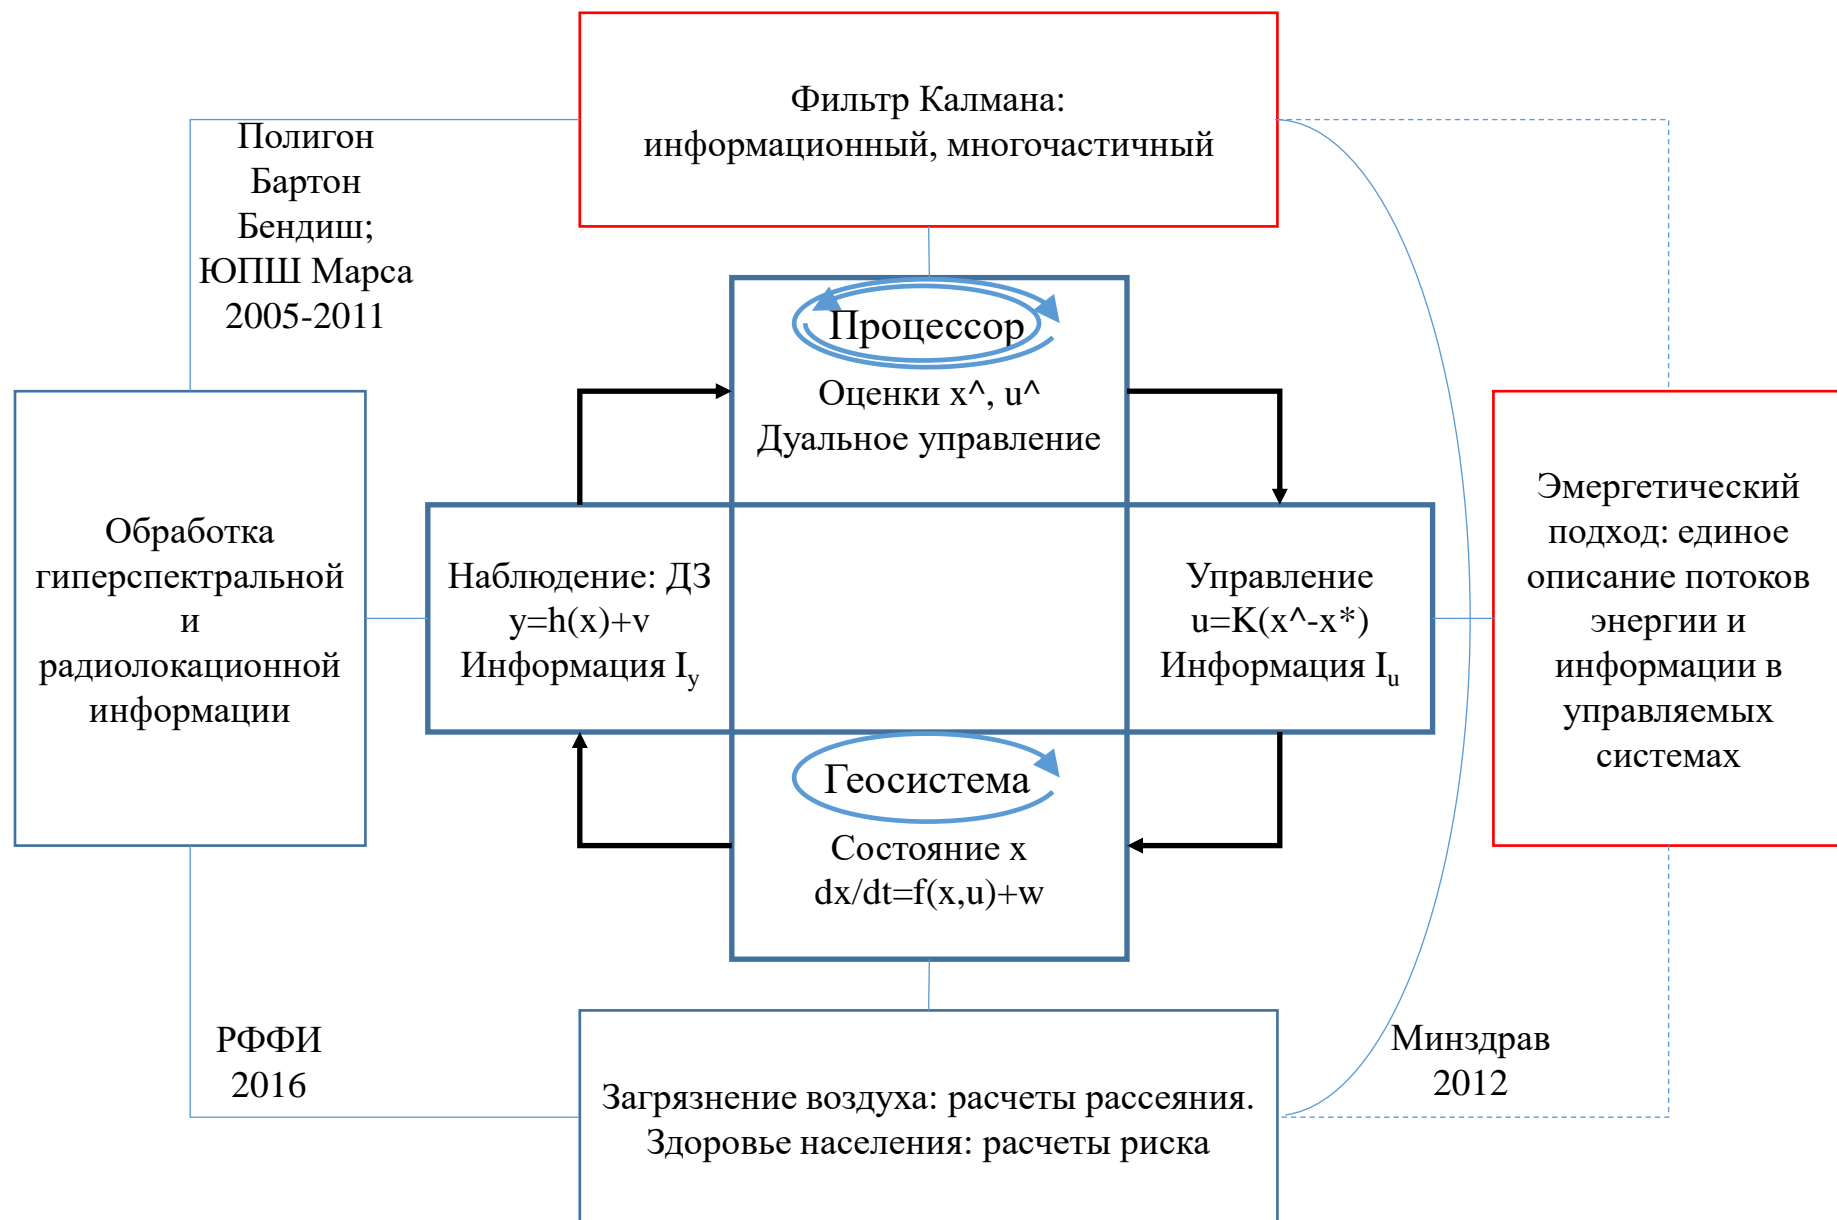 Фильтр Калмана:
информационный, многочастичный
Полигон
Бартон
Бендиш;
ЮПШ Марса
2005-2011
Процессор
Оценки x^, u^
Дуальное управление
Обработка
гиперспектральной
и
радиолокационной
информации
Наблюдение: ДЗ
y=h(x)+v
Информация Iy
Управление
u=K(x^-x*)
Информация Iu
Эмергетический
подход: единое
описание потоков
энергии и
информации в
управляемых
системах
Геосистема
Состояние x
dx/dt=f(x,u)+w
РФФИ
2016
Минздрав
2012
Загрязнение воздуха: расчеты рассеяния.
Здоровье населения: расчеты риска